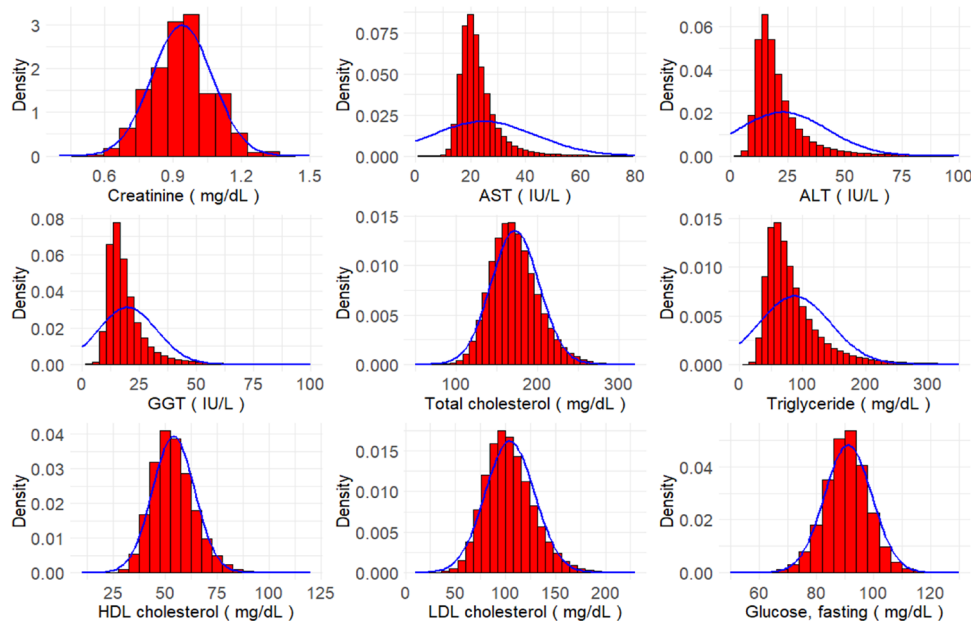 Density
3
2
1
0
0.6 0.9 1.2 1.5
Creatinine ( mg/dL )
Density
0.075
0.050
0.025
0.000
0 20 40 60 80
AST ( IU/L )
Density
0.06
0.04
0.02
0.00
0 25 50 75 100
ALT ( IU/L )
Density
0.08
0.06
0.04
0.02
0.00
0 25 50 75 100
GGT ( IU/L )
Density
0.015
0.010
0.005
0.000
100 200 300
Total cholesterol ( mg/dL )
Density
0.015
0.010
0.005
0.000
0 100 200 300
Triglyceride ( mg/dL )
Density
0.04
0.03
0.02
0.01
0.00
25 50 75 100 125
HDL cholesterol ( mg/dL )
Density
0.015
0.010
0.005
0.000
0 50 100 150 200
LDL cholesterol ( mg/dL )
Density
0.04
0.02
0.00
60 80 100 120
Glucose, fasting ( mg/dL )